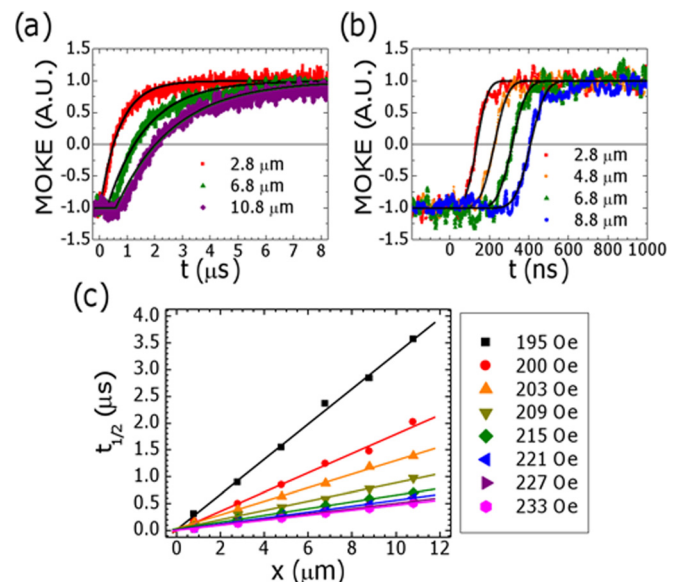 (a)
1.5
1.0
0.5
0.0
-0.5
-1.0
-1.5
MOKE (A.U.)
2.8 μm
6.8 μm
10.8 μm
0 1 2 3 4 5 6 7 8
t (μs)
(b)
1.5
1.0
0.5
0.0
-0.5
-1.0
-1.5
MOKE (A.U.)
2.8 μm
4.8 μm
6.8 μm
8.8 μm
0 200 400 600 800 1000
t (ns)
(c)
4.0
3.5
3.0
2.5
2.0
1.5
1.0
0.5
0.0
t1/2 (μs)
0 2 4 6 8 10 12
x (μm)
195 Oe
200 Oe
203 Oe
209 Oe
215 Oe
221 Oe
227 Oe
233 Oe